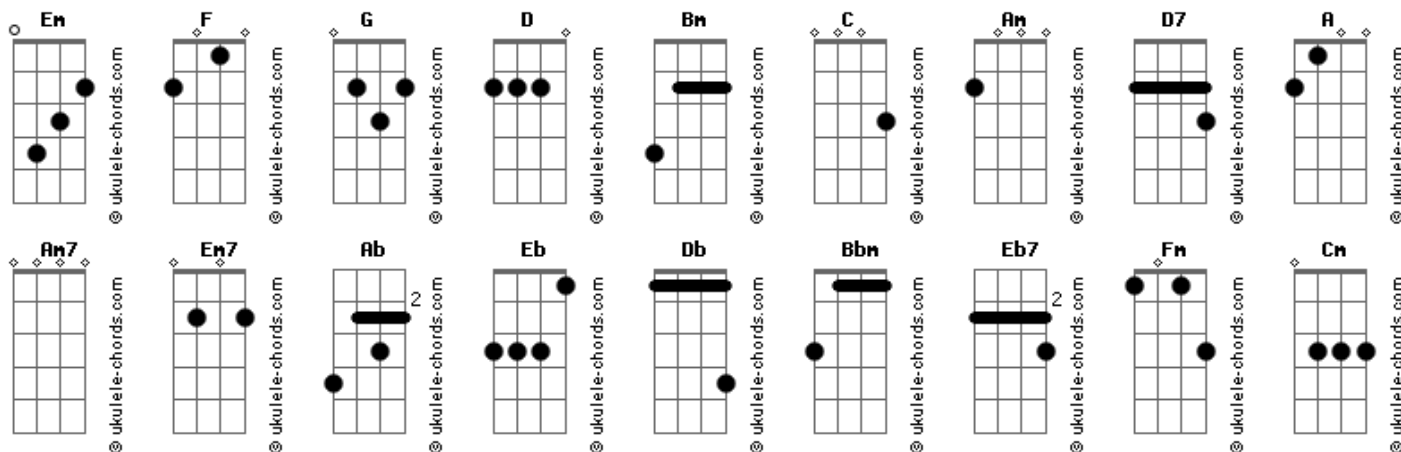 Em F G D Bm C Am D7 A
© ukulele-chords.com © ukulele-chords.com © ukulele-chords.com © ukulele-chords.com © ukulele-chords.com © ukulele-chords.com © ukulele-chords.com © ukulele-chords.com © ukulele-chords.com
Am7 Em7 Ab Eb Db Bbm Eb7 Fm Cm
2 2
© ukulele-chords.com © ukulele-chords.com © ukulele-chords.com © ukulele-chords.com © ukulele-chords.com © ukulele-chords.com © ukulele-chords.com © ukulele-chords.com © ukulele-chords.com